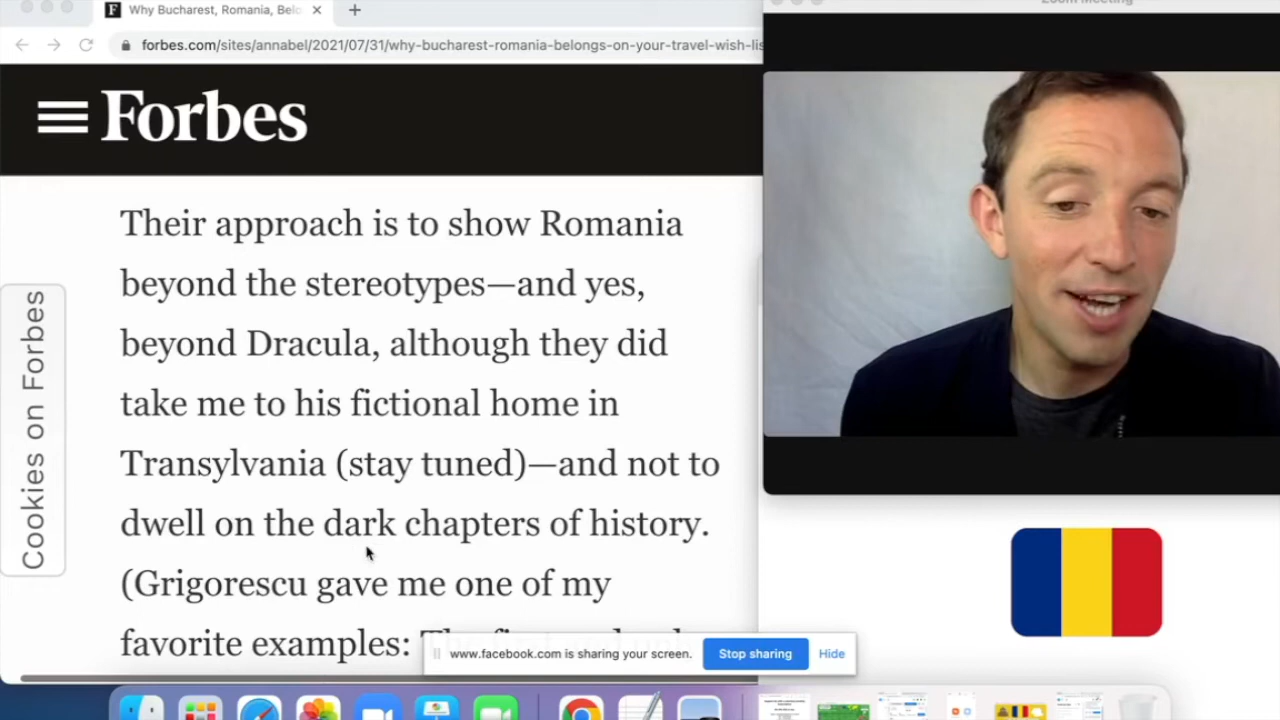 Why Bucharest, Romania, Belo
Zoom Meeting
forbes.com/sites/annabel/2021/07/31/why-bucharest-romania-belongs-on-your-travel-wish-lis
Forbes
Their approach is to show Romania
beyond the stereotypes—and yes,
beyond Dracula, although they did
take me to his fictional home in
Transylvania (stay tuned)—and not to
dwell on the dark chapters of history.
(Grigorescu gave me one of my
favorite examples: The first
Cookies on Forbes
www.facebook.com is sharing your screen.
Stop sharing
Hide